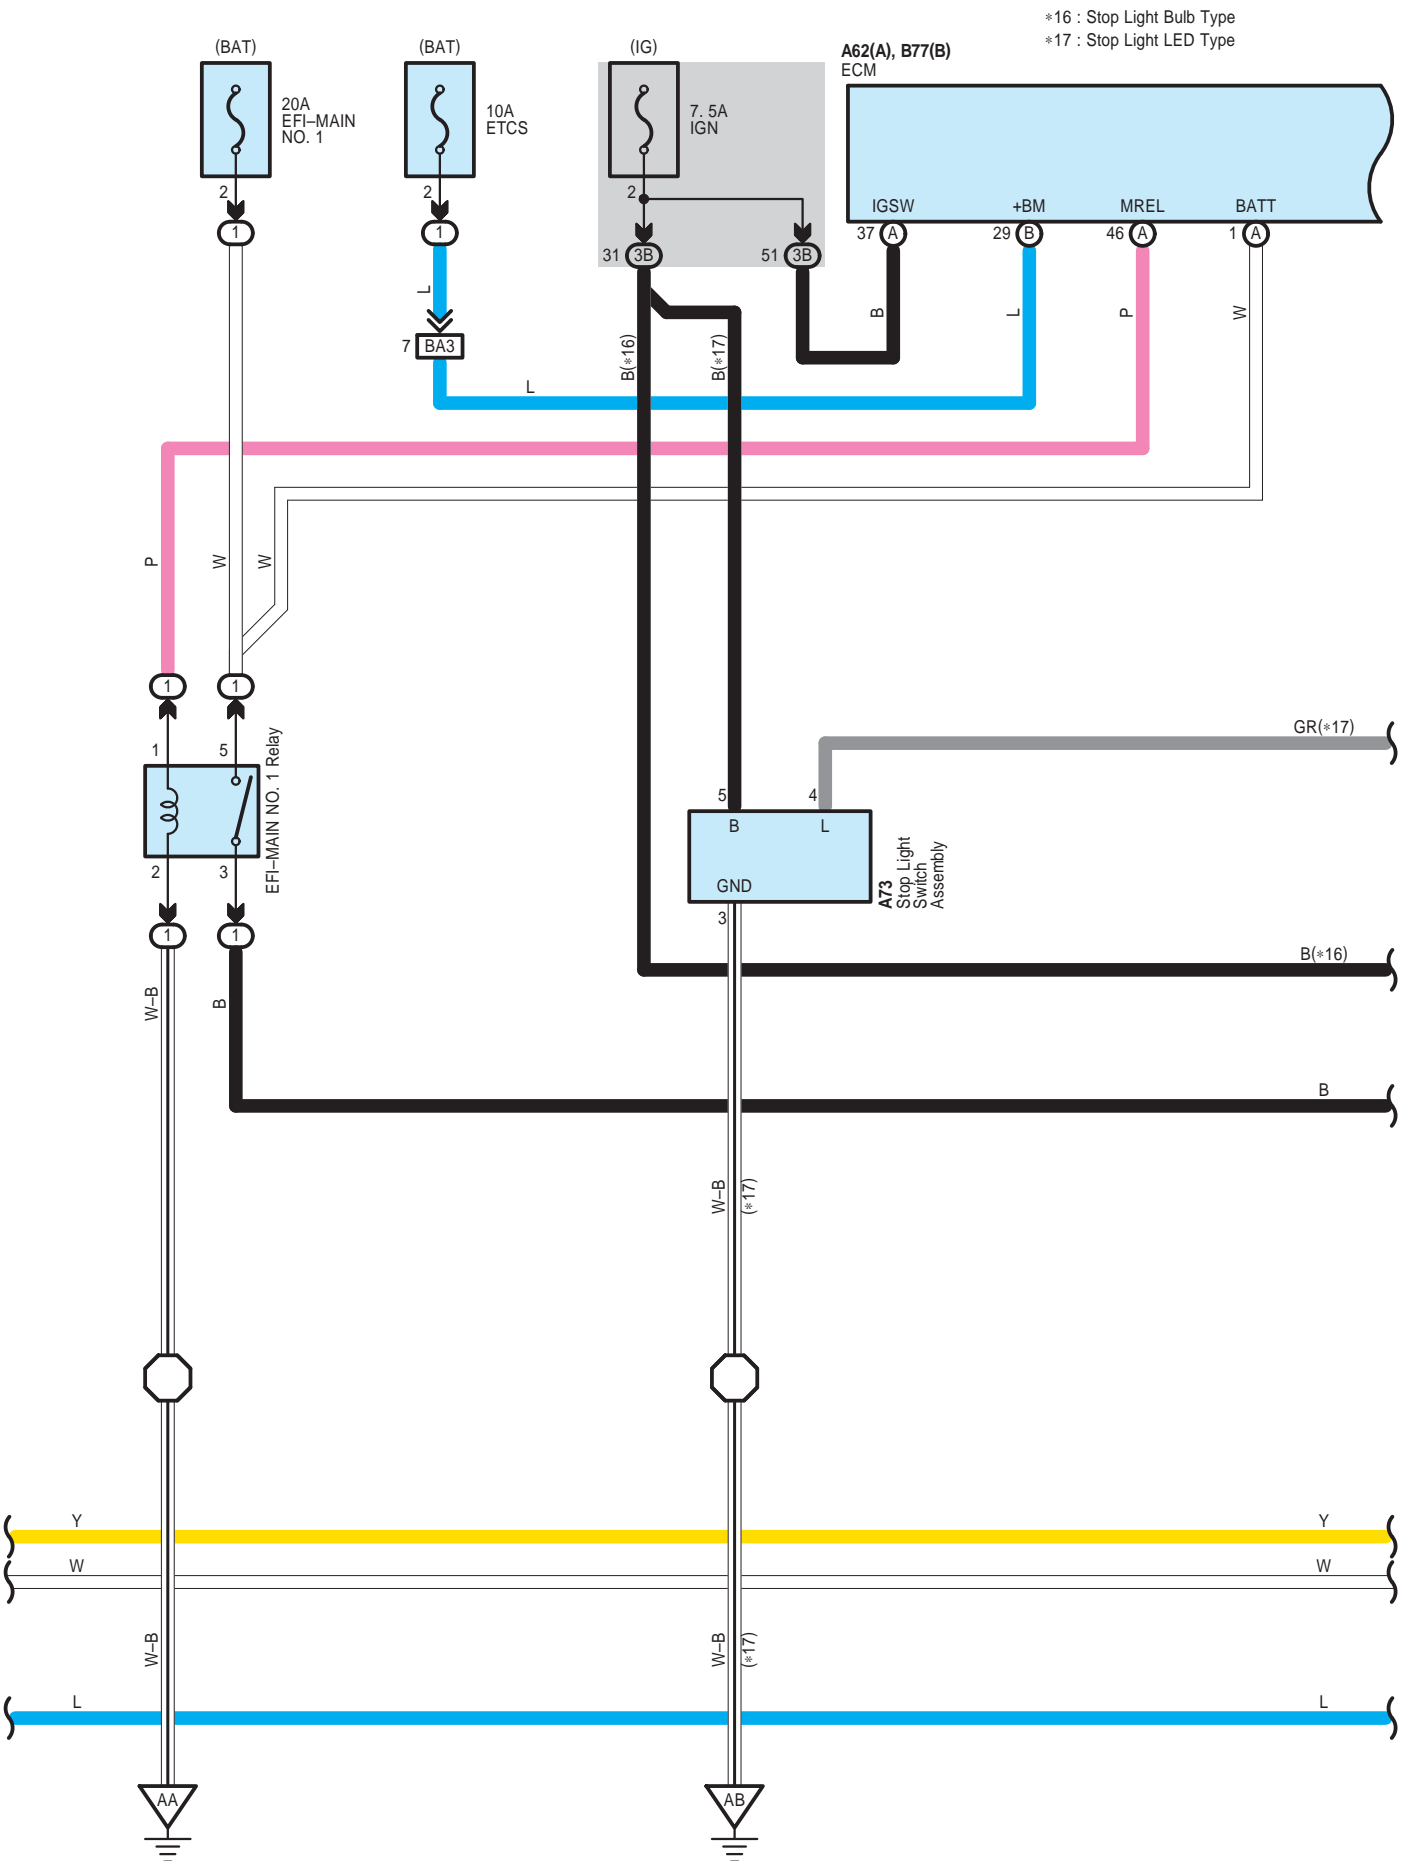 ∗16 : Stop Light Bulb Type
∗17 : Stop Light LED Type
(BAT)
(BAT)
(IG)
A62(A), B77(B)
ECM
20A
EFI–MAIN
NO. 1
10A
ETCS
7. 5A
IGN
2
2
2
IGSW
+BM
MREL
BATT
1
1
31
3B
51
3B
37
A
29
B
46
A
1
A
L
B
L
P
W
7
BA3
B(∗16)
B(∗17)
L
P
W
W
1
1
1
5
EFI–MAIN NO. 1 Relay
GR(∗17)
5
4
B
L
GND
A73
Stop Light
Switch
Assembly
2
3
3
1
1
B(∗16)
W–B
B
B
W–B
(∗17)
Y
Y
W
W
W–B
W–B
(∗17)
L
L
AA
AB